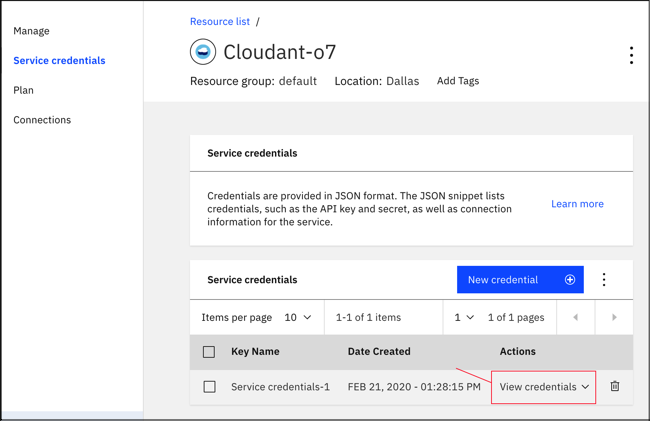 Manage
Service credentials
Plan
Connections
Resource list /
Cloudant-o7
Resource group: default Location: Dallas Add Tags
Service credentials
Credentials are provided in JSON format. The JSON snippet lists
credentials, such as the API key and secret, as well as connection
information for the service.
Learn more
Service credentials
New credential
Items per page 10 1-1 of 1 items 1 1 of 1 pages
Key Name Date Created Actions
Service credentials-1 FEB 21, 2020 - 01:28:15 PM View credentials